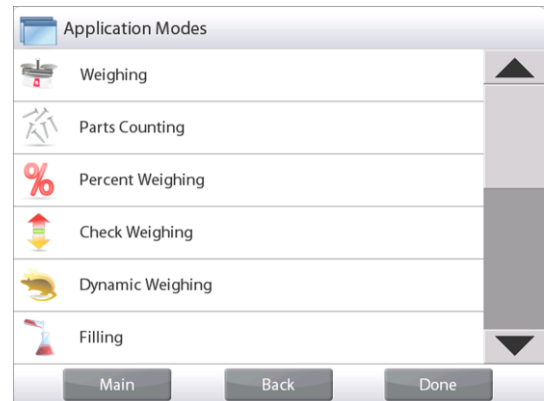 Application Modes
Weighing
Parts Counting
Percent Weighing
Check Weighing
Dynamic Weighing
Filling
Main Back Done